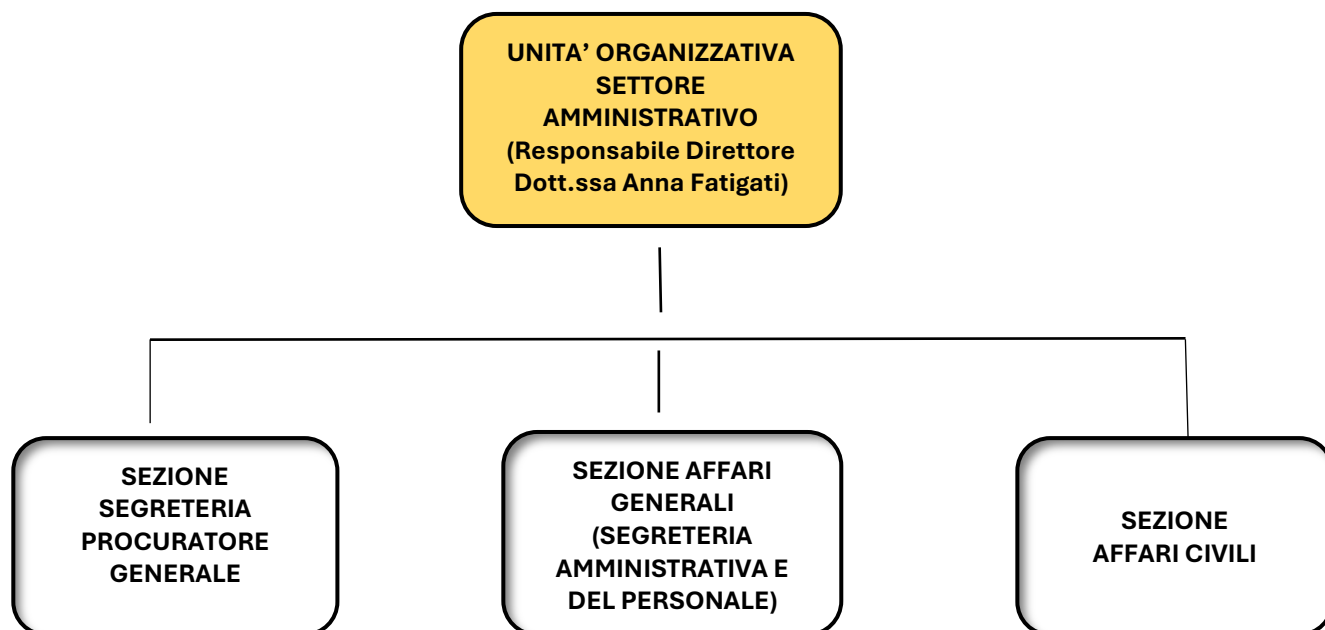 UNITA’ ORGANIZZATIVA
SETTORE
AMMINISTRATIVO
(Responsabile Direttore
Dott.ssa Anna Fatigati)
SEZIONE
SEGRETERIA
PROCURATORE
GENERALE
SEZIONE AFFARI
GENERALI
(SEGRETERIA
AMMINISTRATIVA E
DEL PERSONALE)
SEZIONE
AFFARI CIVILI